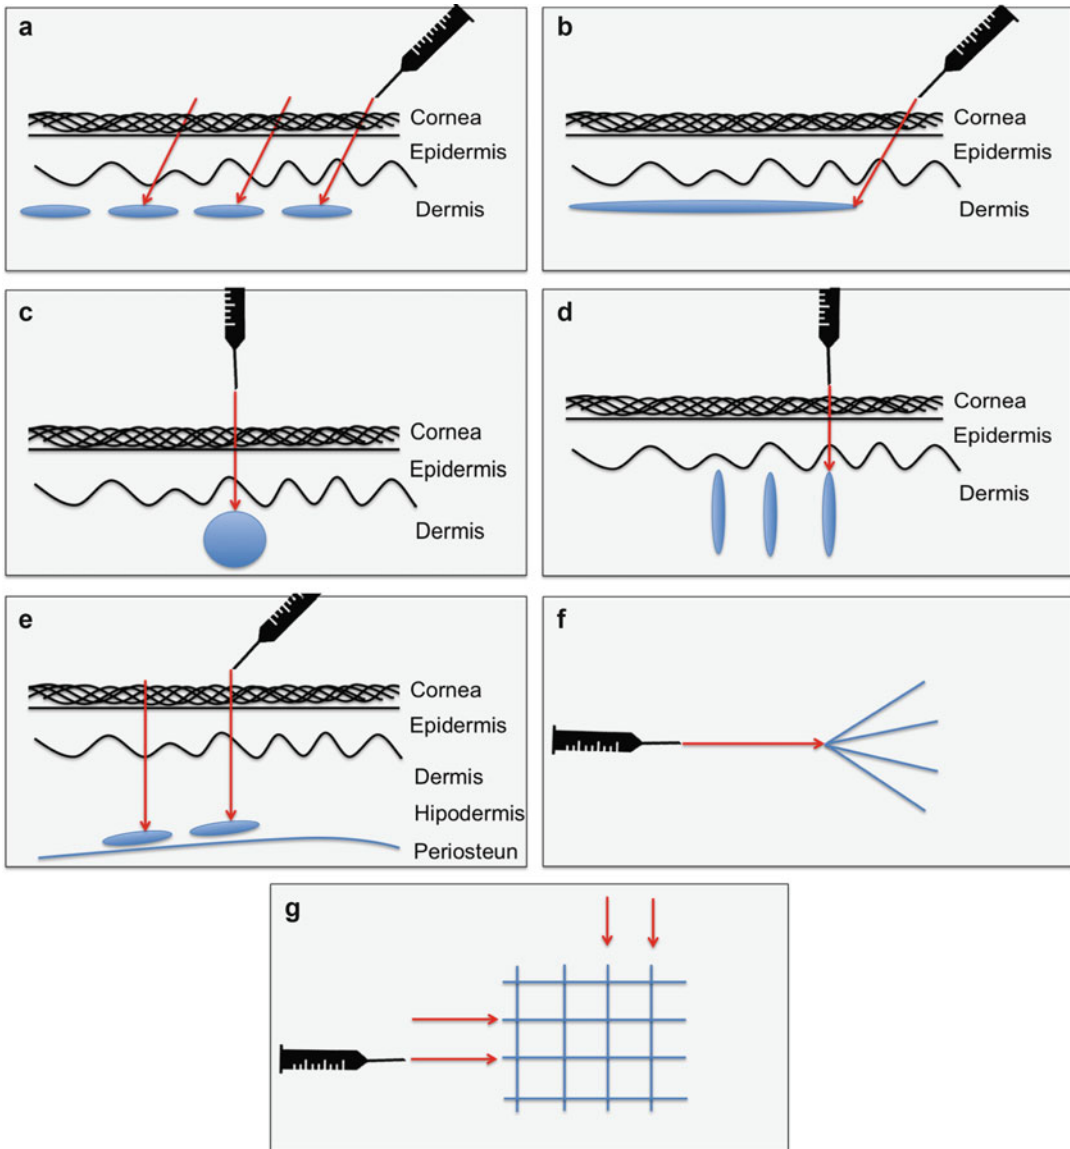 a
Cornea
Epidermis
Dermis
b
Cornea
Epidermis
Dermis
c
Cornea
Epidermis
Dermis
d
Cornea
Epidermis
Dermis
e
Cornea
Epidermis
Dermis
Hipodermis
Periosteun
f
g